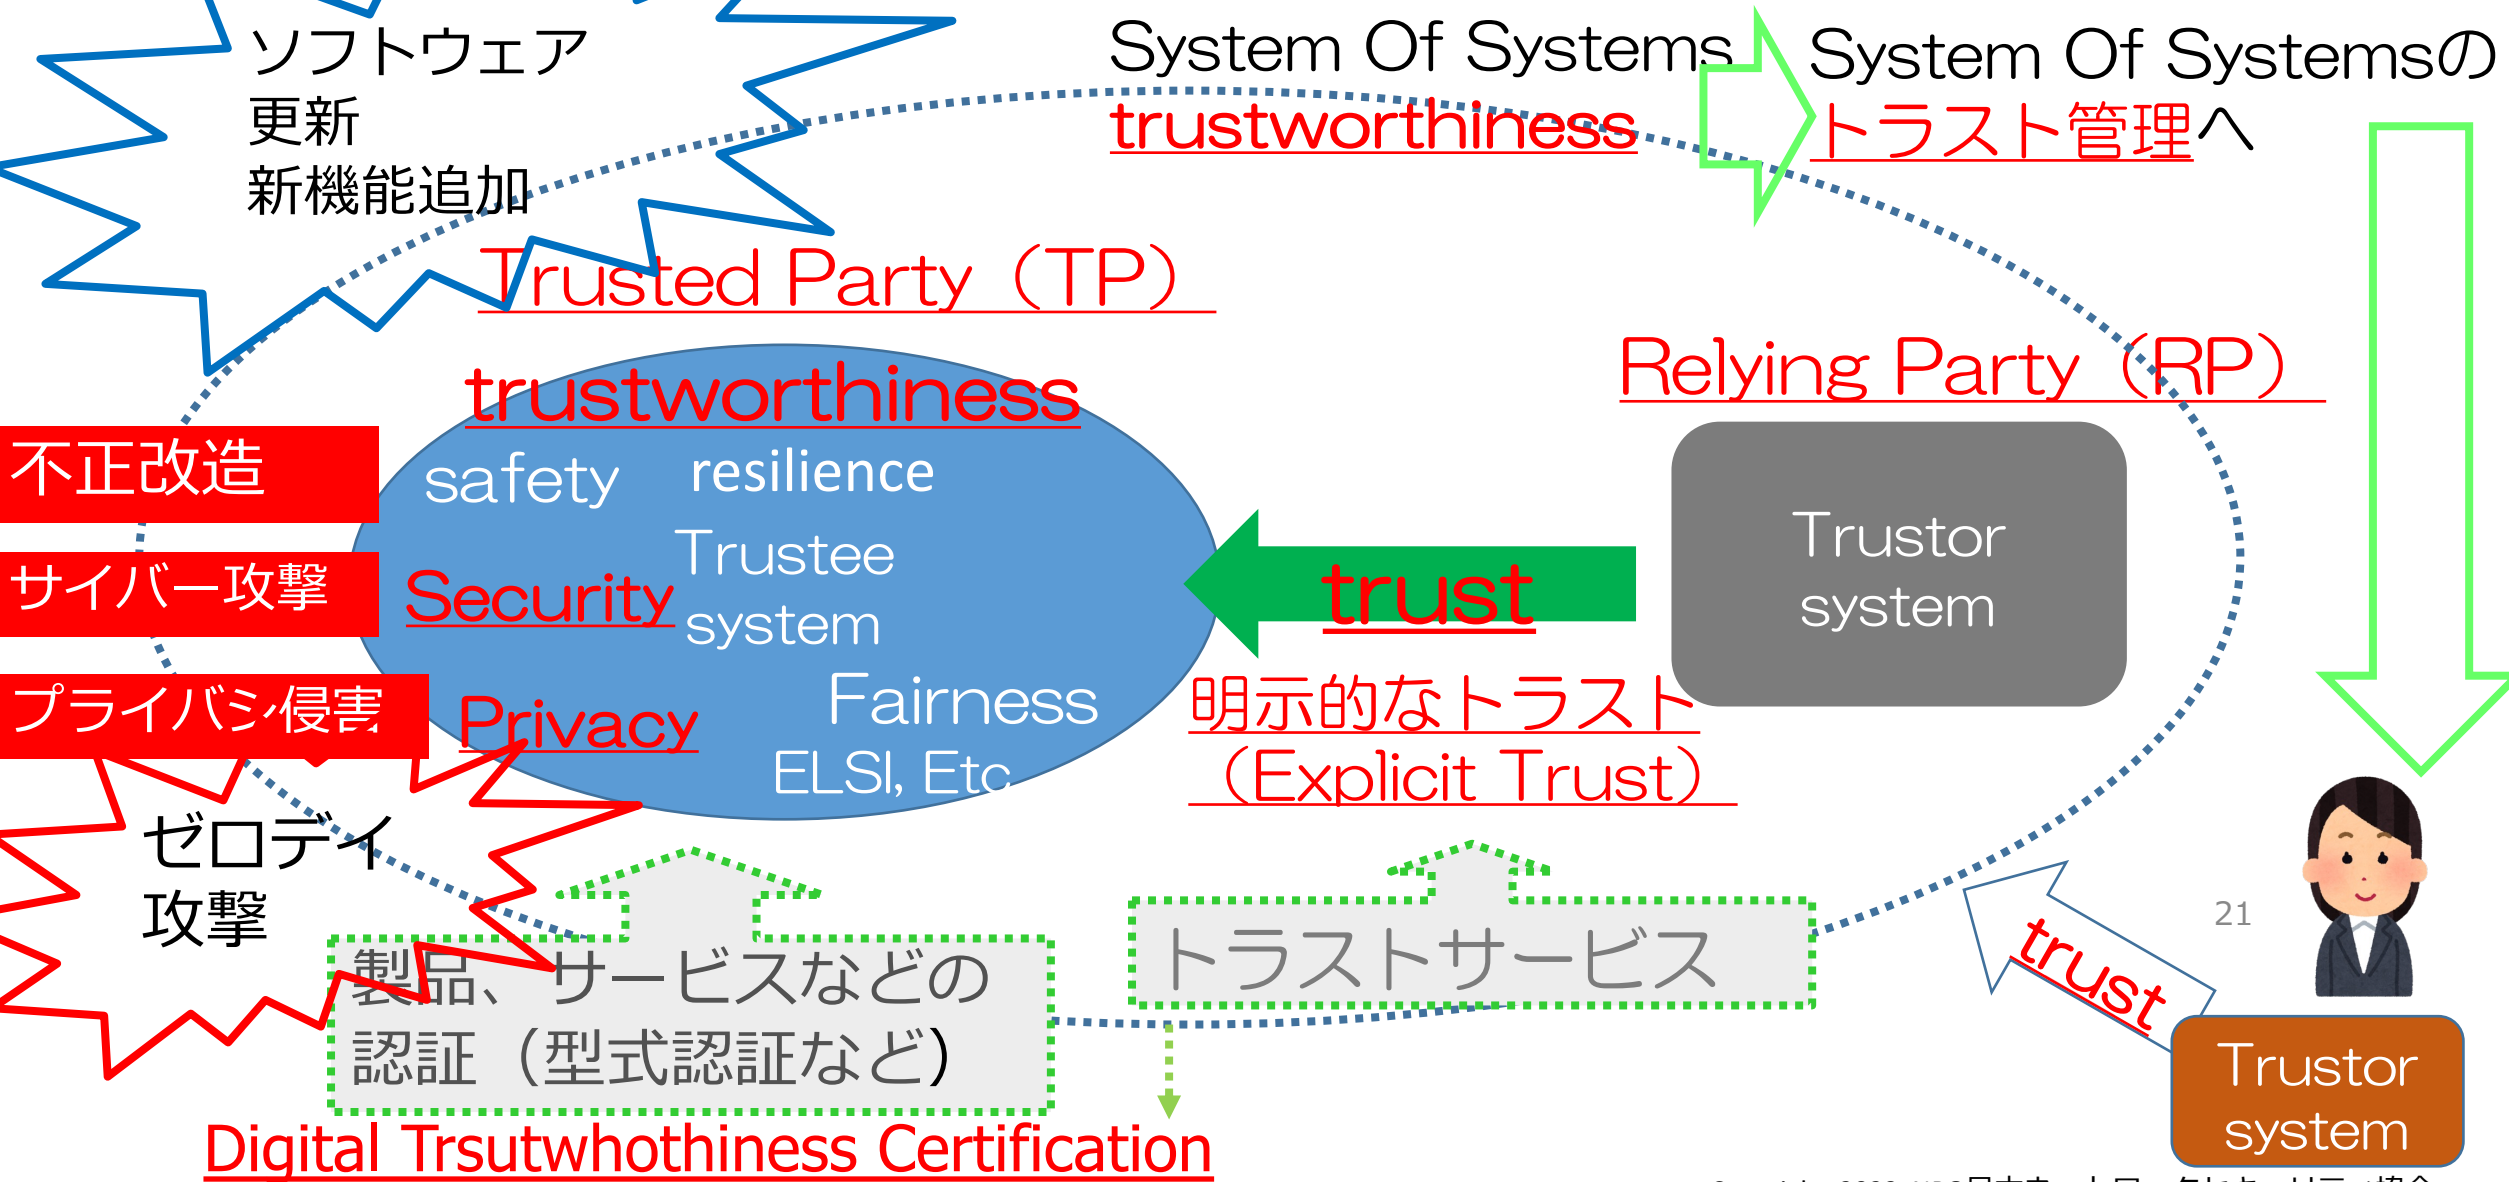 ソフトウェア
更新
新機能追加
System Of Systems
trustworthiness
System Of Systemsの
トラスト管理へ
Trusted Party（TP）
Relying Party（RP）
trustworthiness
safety
resilience
Trustee
system
Security
Privacy
Fairness
ELSI, Etc
不正改造
サイバー攻撃
プライバシ侵害
trust
Trustor
system
明示的なトラスト
（Explicit Trust）
ゼロデイ
攻撃
製品、サービスなどの
認証（型式認証など）
トラストサービス
21
trust
Trustor
system
Digital Trsutwhothiness Certification